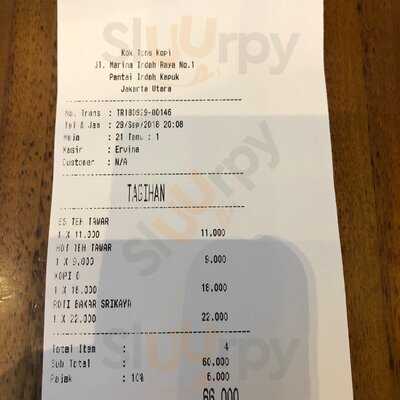 Kok Tong Kopi
Jl. Marina Indah Raya No.1
Pantai Indah Kapuk
Jakarta Utara
No. Trans : TR180929-00146
Tgl & Jam : 29/Sep/2018 20:08
Meja : 21 Tamu : 1
Kasir : Ervina
Customer : N/A
TAGIHAN
ES TEH TAWAR
1 X 11.000 11.000
HOT TEH TAWAR
1 X 9.000 9.000
KOPI O
1 X 18.000 18.000
ROTI BAKAR SRIKAYA
1 X 22.000 22.000
Total Item : 4
Sub Total : 60.000
Pajak : 10% 6.000
66.000
sluurpy
sluurpy
sluurpy
sluurpy